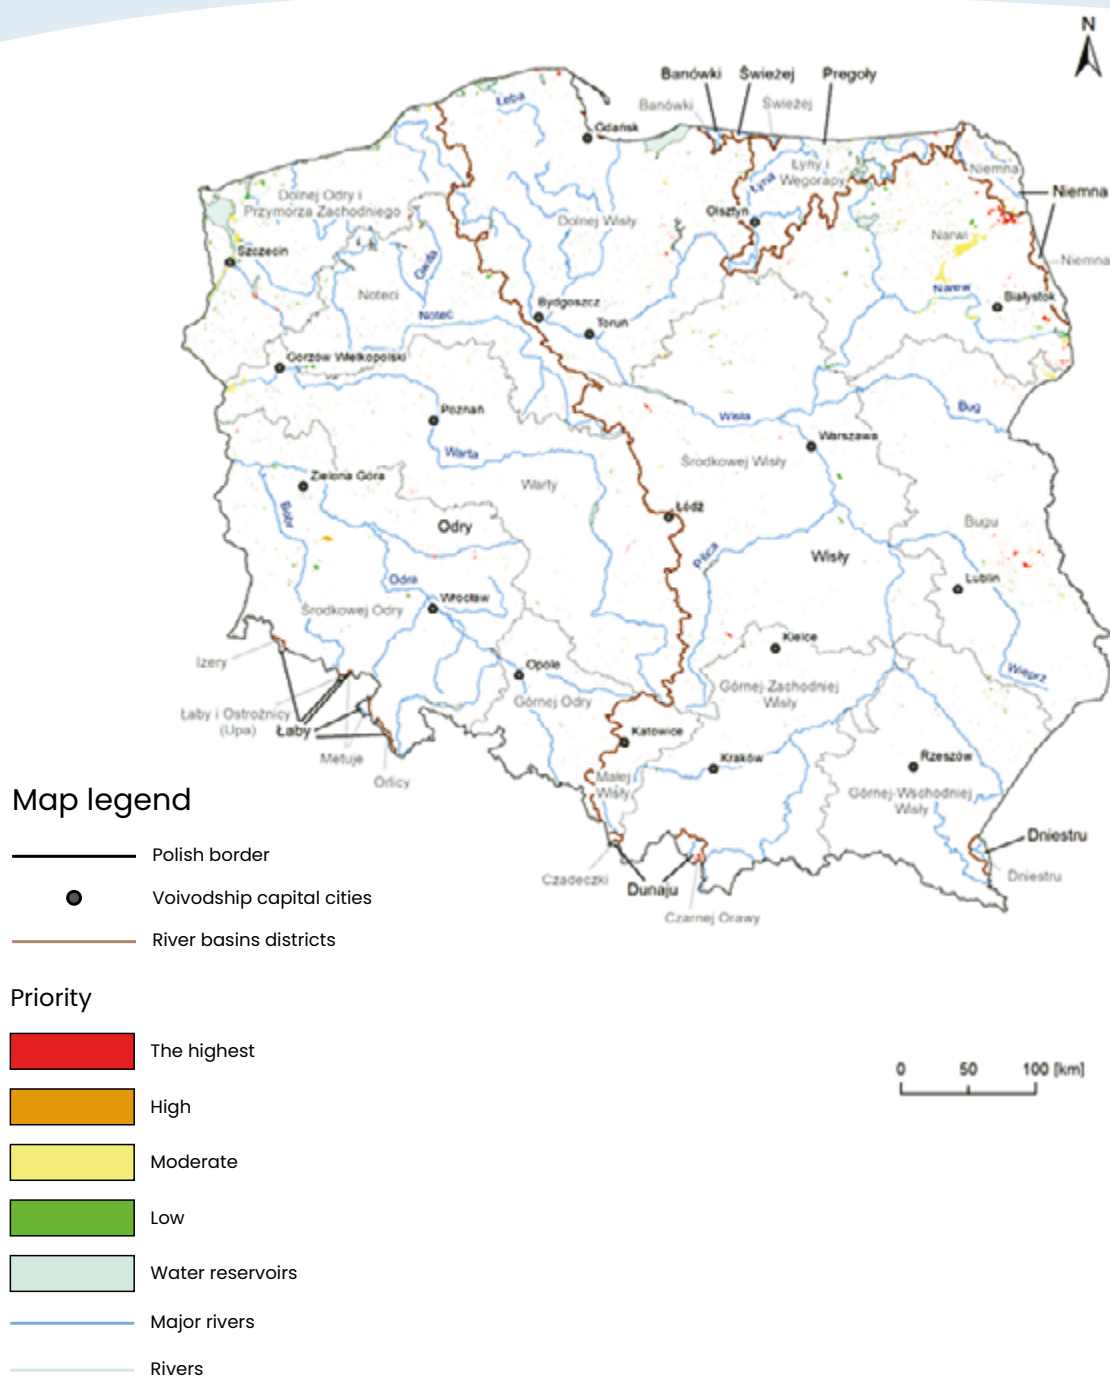 N
Banówki
Świeżej
Pregoły
Banówki
Świeżej
Łeba
Gdańsk
Łyny i
Węgorapy
Łyna
Niemna
Niemna
Dolnej Odry i
Przymorza Zachodniego
Dolnej Wisły
Olsztyn
Narwi
Szczecin
Gwda
Niemna
Noteci
Narew
Białystok
Bydgoszcz
Noteć
Toruń
Gorzów Wielkopolski
Poznań
Wisła
Bug
Warszawa
Warta
Środkowej Wisły
Zielona Góra
Warty
Bóbr
Łódź
Odry
Bugu
Pilica
Wisły
Odra
Lublin
Wrocław
Środkowej Odry
Kielce
Izery
Opole
Wieprz
Górnej Odry
Górnej-Zachodniej
Wisły
Łaby i Ostrożnicy
(Upa)
Łaby
Katowice
Metuje
Kraków
Rzeszów
Orlicy
Małej
Wisły
Górnej-Wschodniej
Wisły
Map legend
Dniestru
Polish border
Czadeczki
Dunaju
Dniestru
Voivodship capital cities
Czarnej Orawy
River basins districts
Priority
The highest
0 50 100 [km]
High
Moderate
Low
Water reservoirs
Major rivers
Rivers